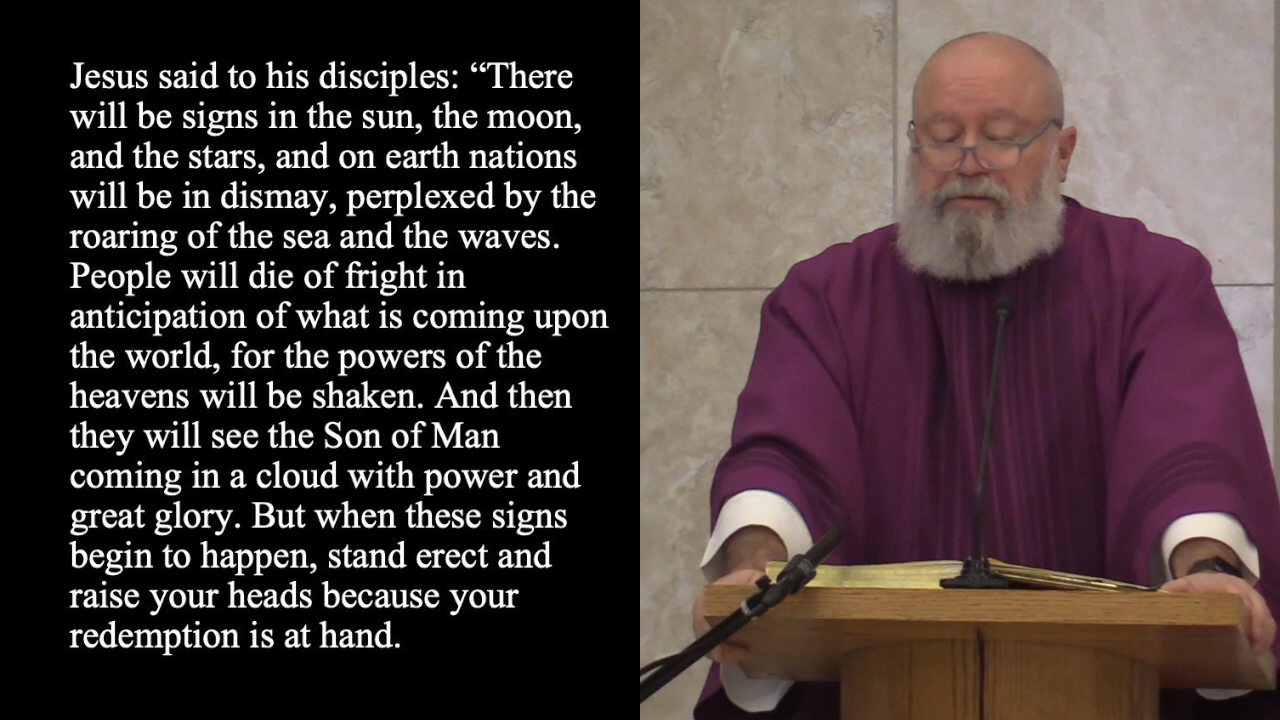 Jesus said to his disciples: “There
will be signs in the sun, the moon,
and the stars, and on earth nations
will be in dismay, perplexed by the
roaring of the sea and the waves.
People will die of fright in
anticipation of what is coming upon
the world, for the powers of the
heavens will be shaken. And then
they will see the Son of Man
coming in a cloud with power and
great glory. But when these signs
begin to happen, stand erect and
raise your heads because your
redemption is at hand.